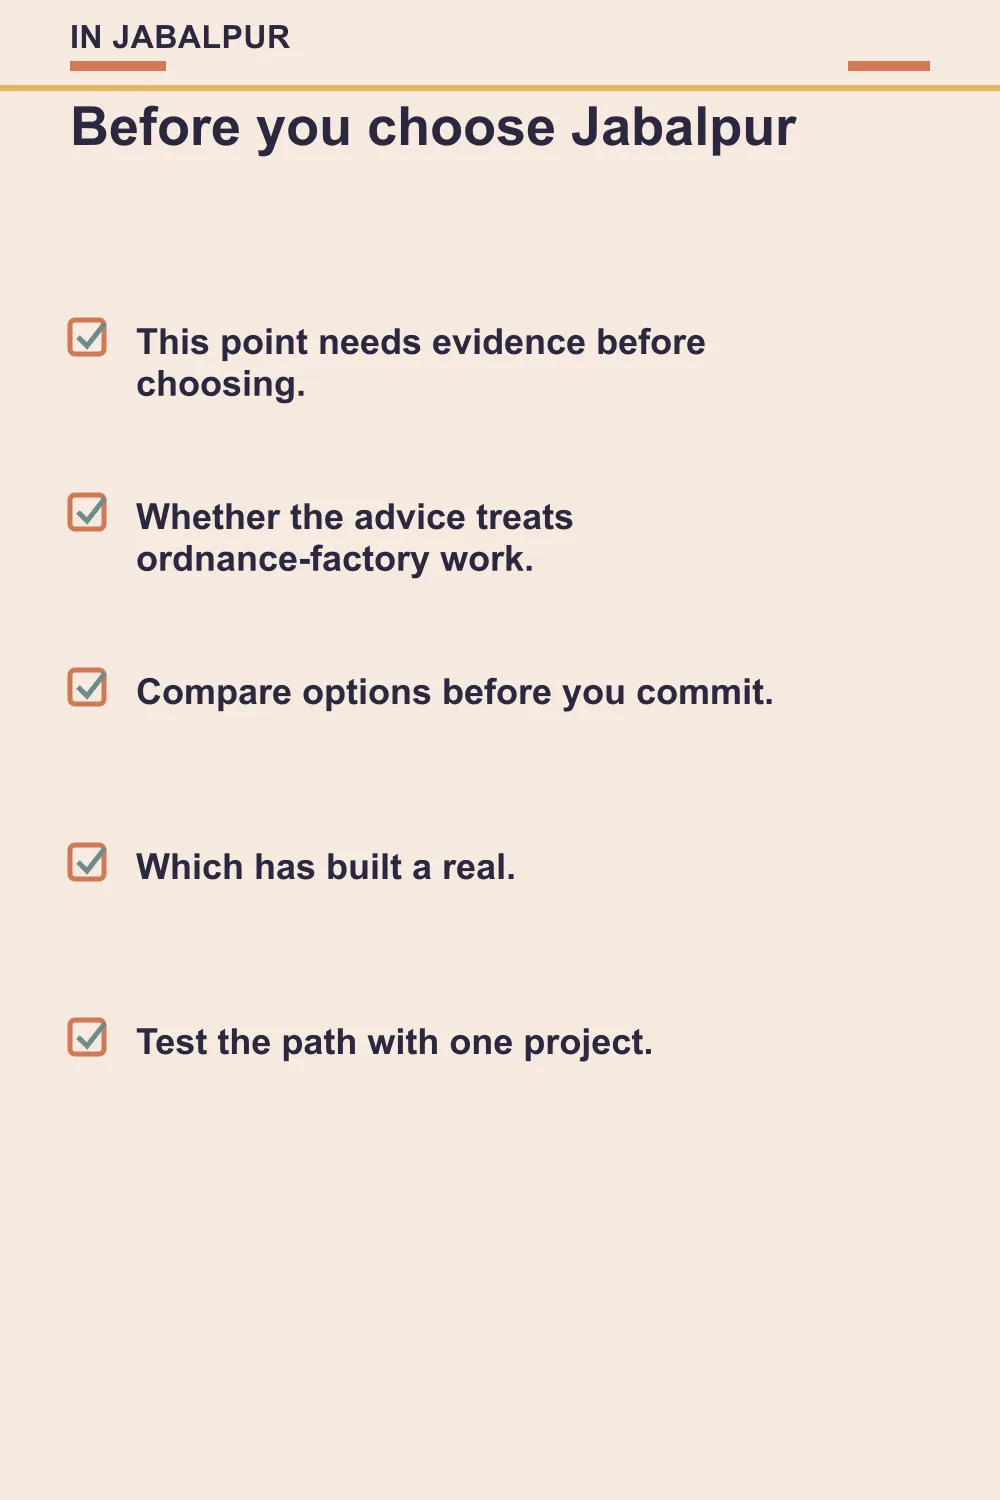 IN JABALPUR
Before you choose Jabalpur
This point needs evidence before
choosing.
Whether the advice treats
ordnance-factory work.
Compare options before you commit.
Which has built a real.
Test the path with one project.